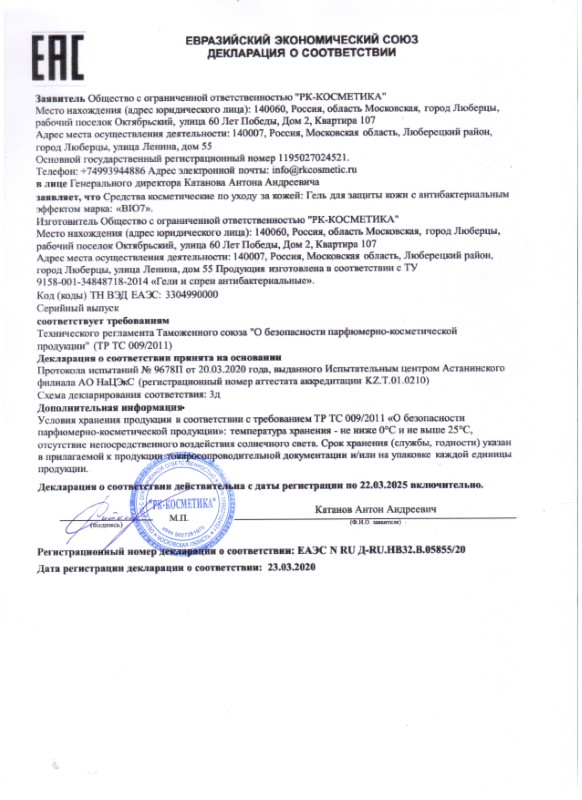 ЕАС
ЕВРАЗИЙСКИЙ ЭКОНОМИЧЕСКИЙ СОЮЗ
ДЕКЛАРАЦИЯ О СООТВЕТСТВИИ
Заявитель Общество с ограниченной ответственностью "РК-КОСМЕТИКА"
Место нахождения (адрес юридического лица): 140060, Россия, область Московская, город Люберцы,
рабочий поселок Октябрьский, улица 60 Лет Победы, Дом 2, Квартира 107
Адрес места осуществления деятельности: 140007, Россия, Московская область, Люберецкий район,
город Люберцы, улица Ленина, дом 55
Основной государственный регистрационный номер 1195027024521.
Телефон: +74993944886 Адрес электронной почты: info@rkcosmetic.ru
в лице Генерального директора Катанова Антона Андреевича
заявляет, что Средства косметические по уходу за кожей: Гель для защиты кожи с антибактериальным
эффектом марка: «BIO7».
Изготовитель Общество с ограниченной ответственностью "РК-КОСМЕТИКА"
Место нахождения (адрес юридического лица): 140060, Россия, область Московская, город Люберцы,
рабочий поселок Октябрьский, улица 60 Лет Победы, Дом 2, Квартира 107
Адрес места осуществления деятельности: 140007, Россия, Московская область, Люберецкий район,
город Люберцы, улица Ленина, дом 55 Продукция изготовлена в соответствии с ТУ
9158-001-34848718-2014 «Гели и спреи антибактериальные».
Код (коды) ТН ВЭД ЕАЭС: 3304990000
Серийный выпуск
соответствует требованиям
Технического регламента Таможенного союза "О безопасности парфюмерно-косметической
продукции" (ТР ТС 009/2011)
Декларация о соответствии принята на основании
Протокола испытаний № 9678П от 20.03.2020 года, выданного Испытательным центром Астанинского
филиала АО НаЦЭкС (регистрационный номер аттестата аккредитации KZ.T.01.0210)
Схема декларирования соответствия: 3д
Дополнительная информация
Условия хранения продукции в соответствии с требованием ТР ТС 009/2011 «О безопасности
парфюмерно-косметической продукции»: температура хранения - не ниже 0°С и не выше 25°С,
отсутствие непосредственного воздействия солнечного света. Срок хранения (службы, годности) указан
в прилагаемой к продукции товаросопроводительной документации и/или на упаковке каждой единицы
продукции.
Декларация о соответствии действительна с даты регистрации по 22.03.2025 включительно.
"РК-КОСМЕТИКА"
Катанов Антон Андреевич
(подпись)
М.П.
(Ф.И.О. заявителя)
Регистрационный номер декларации о соответствии: ЕАЭС N RU Д-RU.НВ32.В.05855/20
Дата регистрации декларации о соответствии: 23.03.2020